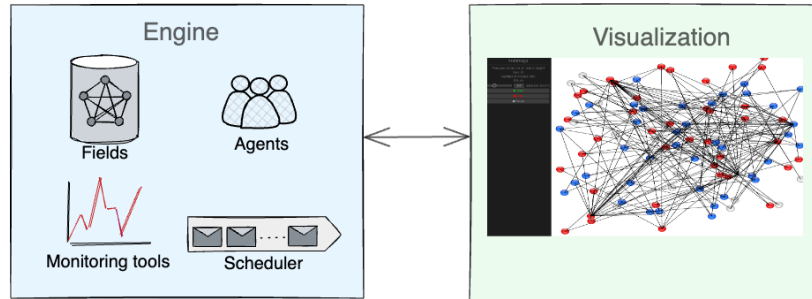 Engine
Visualization
Fields
Agents
Monitoring tools
Scheduler